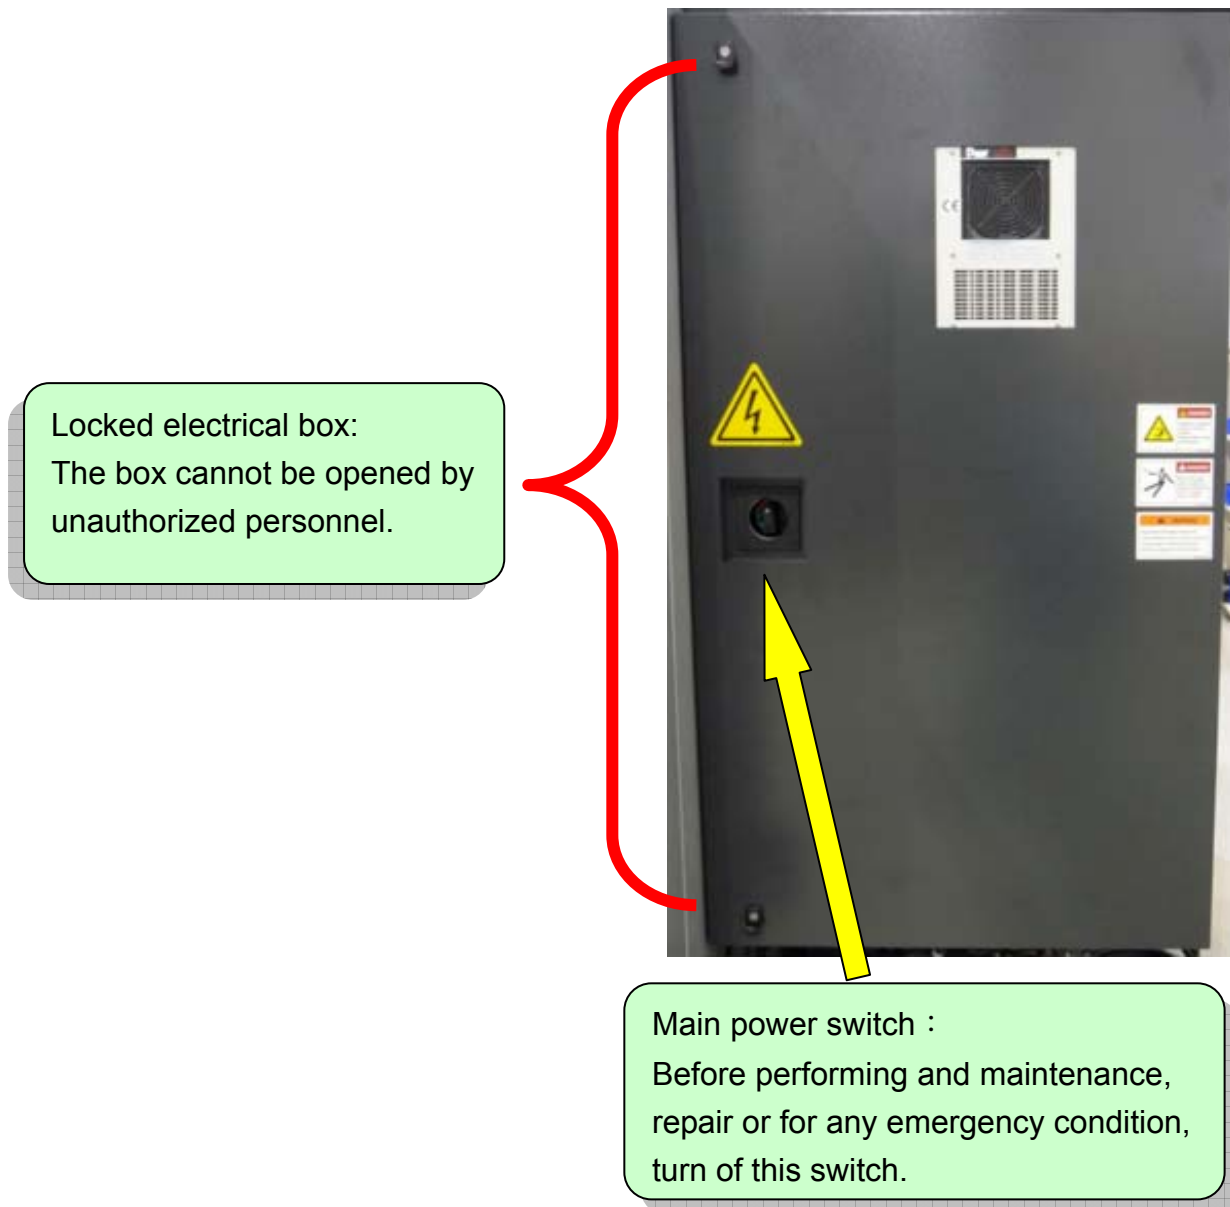 Locked electrical box:
The box cannot be opened by
unauthorized personnel.
CE
Main power switch：
Before performing and maintenance,
repair or for any emergency condition,
turn of this switch.